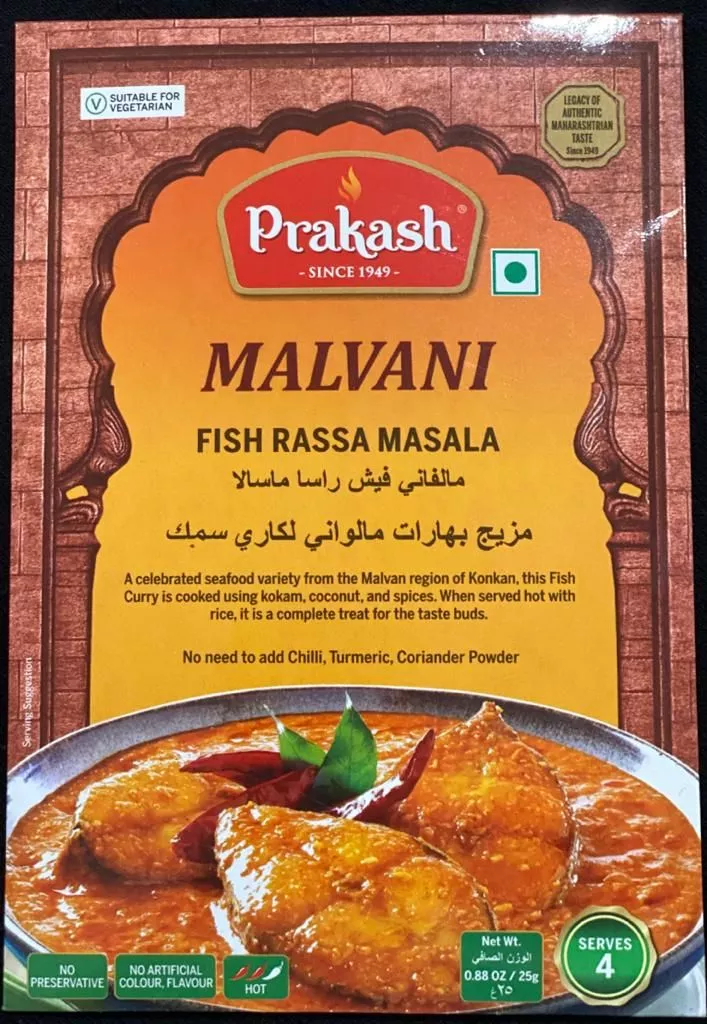 V SUITABLE FOR
VEGETARIAN
LEGACY OF
AUTHENTIC
MAHARASHTRIAN
TASTE
Since 1949
Prakash®
- SINCE 1949 -
MALVANI
FISH RASSA MASALA
مالفاني فيش راسا ماسالا
مزيج بهارات مالواني لكاري سمك
A celebrated seafood variety from the Malvan region of Konkan, this Fish
Curry is cooked using kokam, coconut, and spices. When served hot with
rice, it is a complete treat for the taste buds.
No need to add Chilli, Turmeric, Coriander Powder
Serving Suggestion
NO
PRESERVATIVE
NO ARTIFICIAL
COLOUR, FLAVOUR
HOT
Net Wt.
الوزن الصافي
0.88 OZ / 25g
٢٥غ
SERVES
4